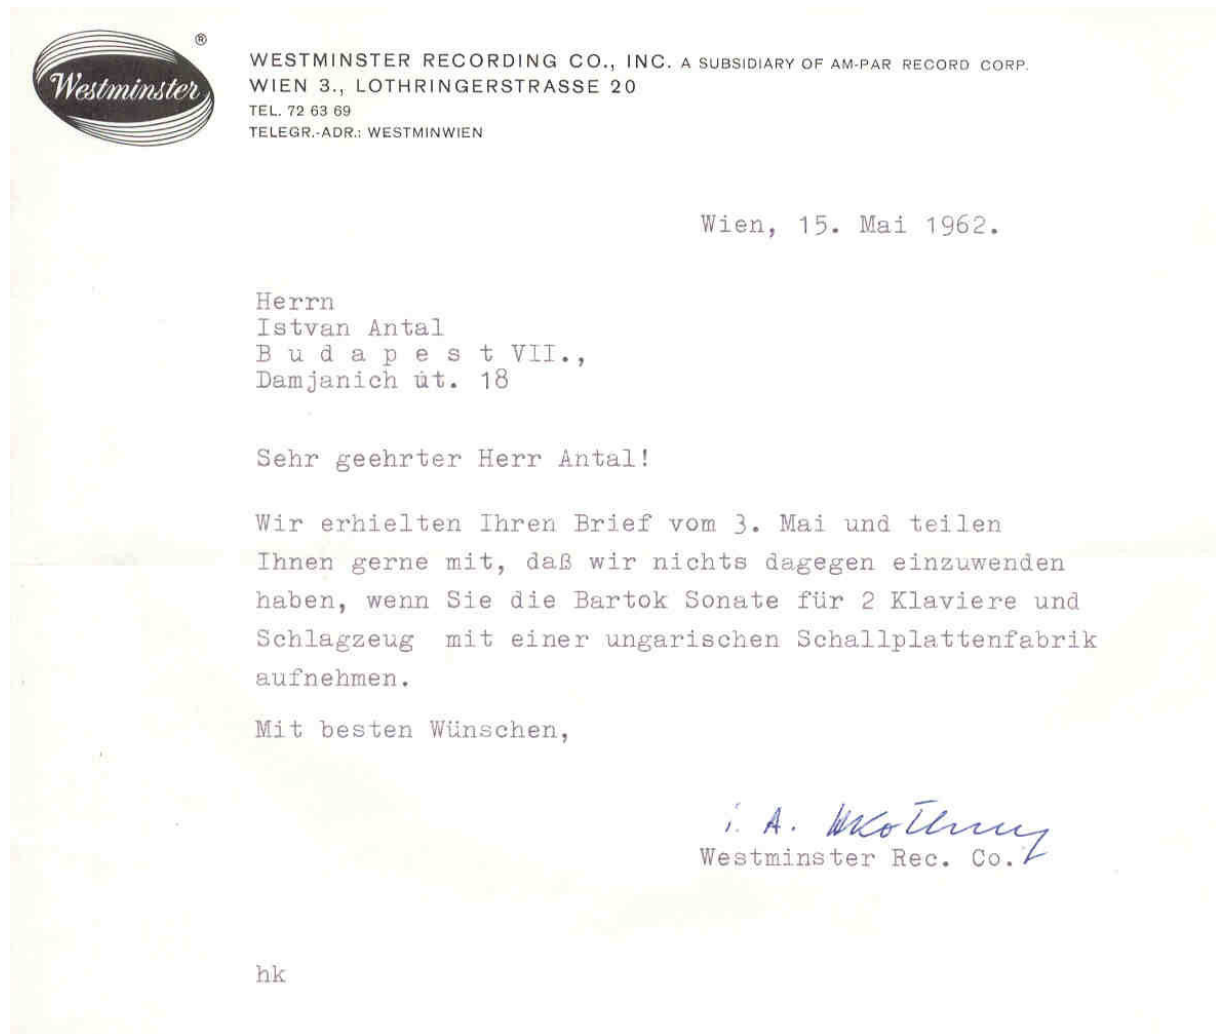 Westminster ®
WESTMINSTER RECORDING CO., INC. A SUBSIDIARY OF AM-PAR RECORD CORP.
WIEN 3., LOTHRINGERSTRASSE 20
TEL. 72 63 69
TELEGR.-ADR.: WESTMINWIEN
Wien, 15. Mai 1962.
Herrn
Istvan Antal
B u d a p e s t VII.,
Damjanich út. 18
Sehr geehrter Herr Antal!
Wir erhielten Ihren Brief vom 3. Mai und teilen
Ihnen gerne mit, daß wir nichts dagegen einzuwenden
haben, wenn Sie die Bartok Sonate für 2 Klaviere und
Schlagzeug mit einer ungarischen Schallplattenfabrik
aufnehmen.
Mit besten Wünschen,
i. A.
Westminster Rec. Co.
hk